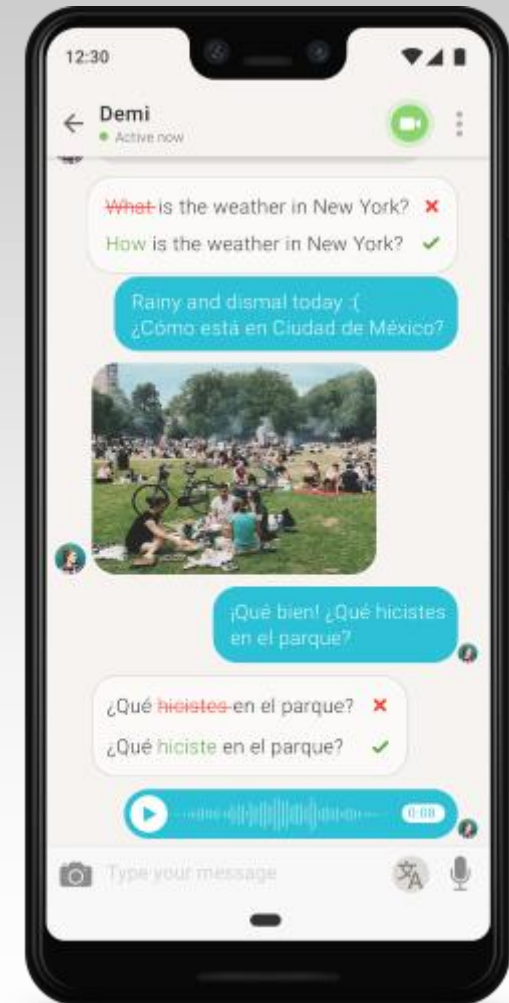 12:30
Demi
Active now
What is the weather in New York?
How is the weather in New York?
Rainy and dismal today :(
¿Cómo está en Ciudad de México?
¡Qué bien! ¿Qué hicistes
en el parque?
¿Qué hicistes en el parque?
¿Qué hiciste en el parque?
0:08
Type your message